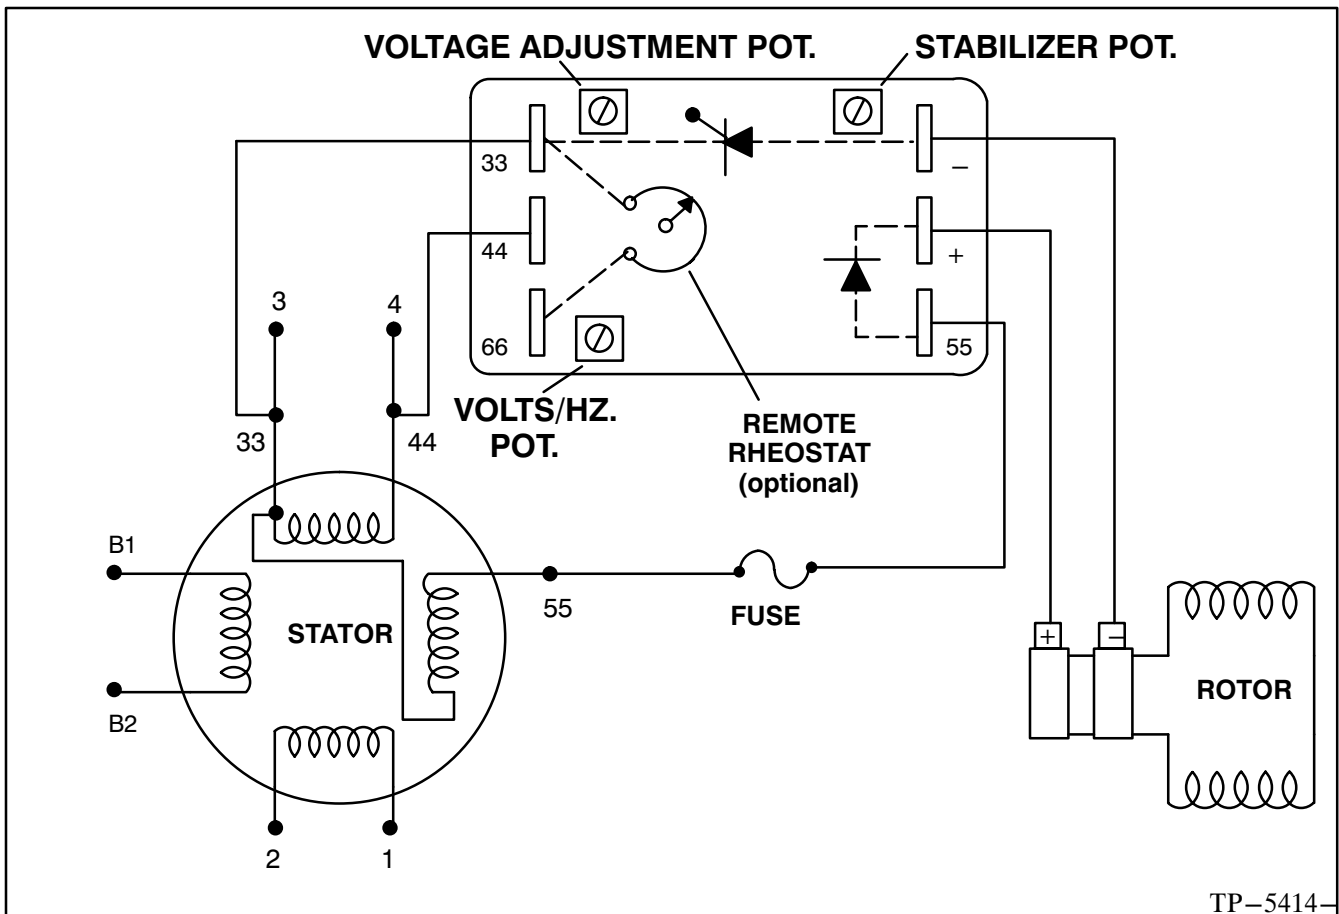 VOLTAGE ADJUSTMENT POT.
STABILIZER POT.
33
–
44
+
66
55
3
4
VOLTS/HZ.
POT.
REMOTE
RHEOSTAT
(optional)
33
44
B1
STATOR
55
FUSE
+
–
ROTOR
B2
2
1
TP–5414–